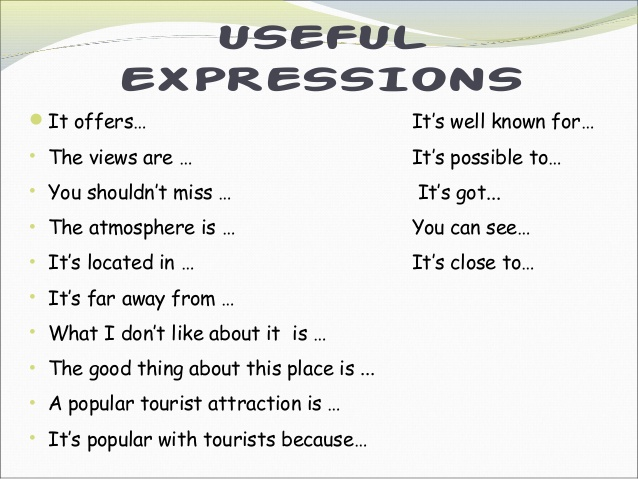 USEFUL
EXPRESSIONS
It offers… It's well known for…
The views are … It's possible to…
You shouldn't miss … It's got...
The atmosphere is … You can see…
It's located in … It's close to…
It's far away from …
What I don't like about it is …
The good thing about this place is ...
A popular tourist attraction is …
It's popular with tourists because…